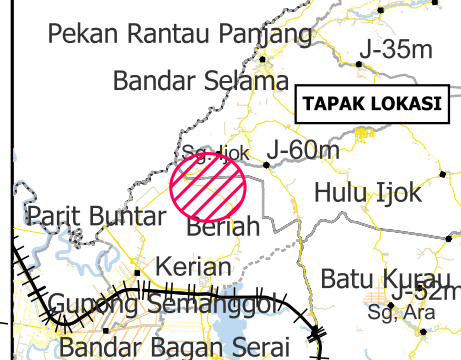 Pekan Rantau Panjang
J-35m
Bandar Selama
TAPAK LOKASI
Sg. Ijok
J-60m
Hulu Ijok
Parit Buntar
Beriah
Kerian
Batu Kurau
Gunong Semanggol
J-52m
Sg, Ara
Bandar Bagan Serai